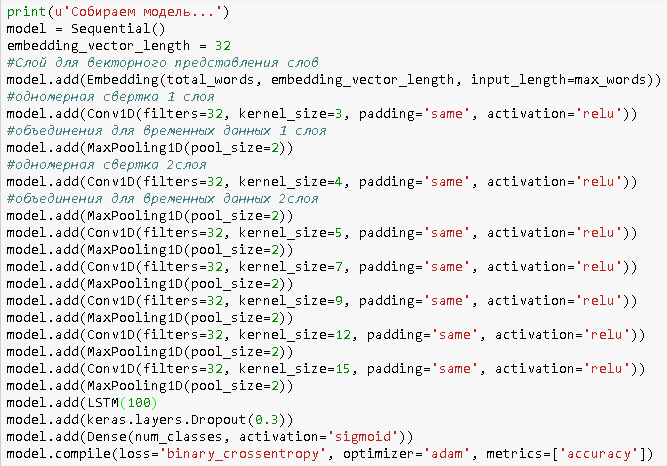 print(u'Собираем модель...')
model = Sequential()
embedding_vector_length = 32
#Слой для векторного представления слов
model.add(Embedding(total_words, embedding_vector_length, input_length=max_words))
#одномерная свертка 1 слоя
model.add(Conv1D(filters=32, kernel_size=3, padding='same', activation='relu'))
#объединения для временных данных 1 слоя
model.add(MaxPooling1D(pool_size=2))
#одномерная свертка 2слоя
model.add(Conv1D(filters=32, kernel_size=4, padding='same', activation='relu'))
#объединения для временных данных 2слоя
model.add(MaxPooling1D(pool_size=2))
model.add(Conv1D(filters=32, kernel_size=5, padding='same', activation='relu'))
model.add(MaxPooling1D(pool_size=2))
model.add(Conv1D(filters=32, kernel_size=7, padding='same', activation='relu'))
model.add(MaxPooling1D(pool_size=2))
model.add(Conv1D(filters=32, kernel_size=9, padding='same', activation='relu'))
model.add(MaxPooling1D(pool_size=2))
model.add(Conv1D(filters=32, kernel_size=12, padding='same', activation='relu'))
model.add(MaxPooling1D(pool_size=2))
model.add(Conv1D(filters=32, kernel_size=15, padding='same', activation='relu'))
model.add(MaxPooling1D(pool_size=2))
model.add(LSTM(100)
model.add(keras.layers.Dropout(0.3))
model.add(Dense(num_classes, activation='sigmoid'))
model.compile(loss='binary_crossentropy', optimizer='adam', metrics=['accuracy'])